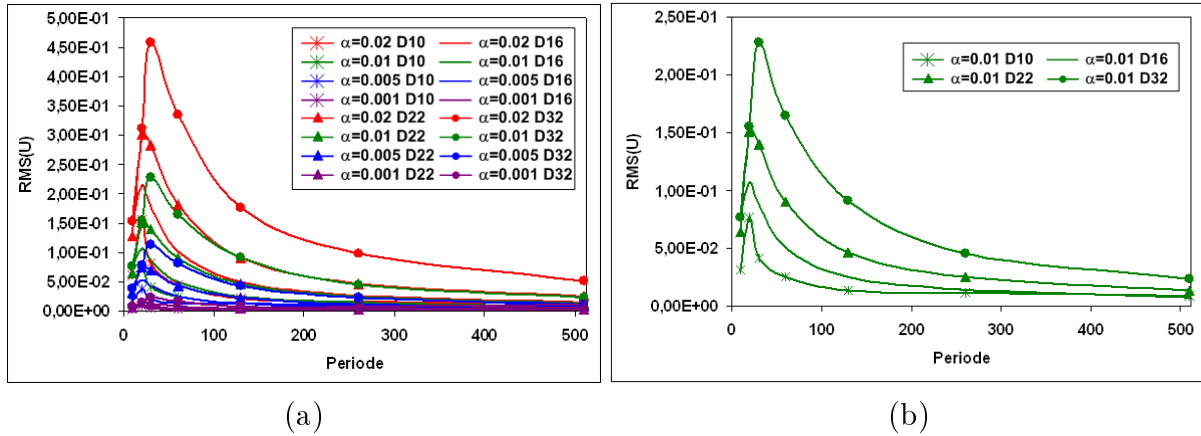 5,00E-01
4,50E-01
4,00E-01
3,50E-01
3,00E-01
2,50E-01
2,00E-01
1,50E-01
1,00E-01
5,00E-02
0,00E+00
RMS(U)
0 100 200 300 400 500
Periode
α=0.02 D10 α=0.02 D16
α=0.01 D10 α=0.01 D16
α=0.005 D10 α=0.005 D16
α=0.001 D10 α=0.001 D16
α=0.02 D22 α=0.02 D32
α=0.01 D22 α=0.01 D32
α=0.005 D22 α=0.005 D32
α=0.001 D22 α=0.001 D32
(a)
2,50E-01
2,00E-01
1,50E-01
1,00E-01
5,00E-02
0,00E+00
RMS(U)
0 100 200 300 400 500
Periode
α=0.01 D10 α=0.01 D16
α=0.01 D22 α=0.01 D32
(b)